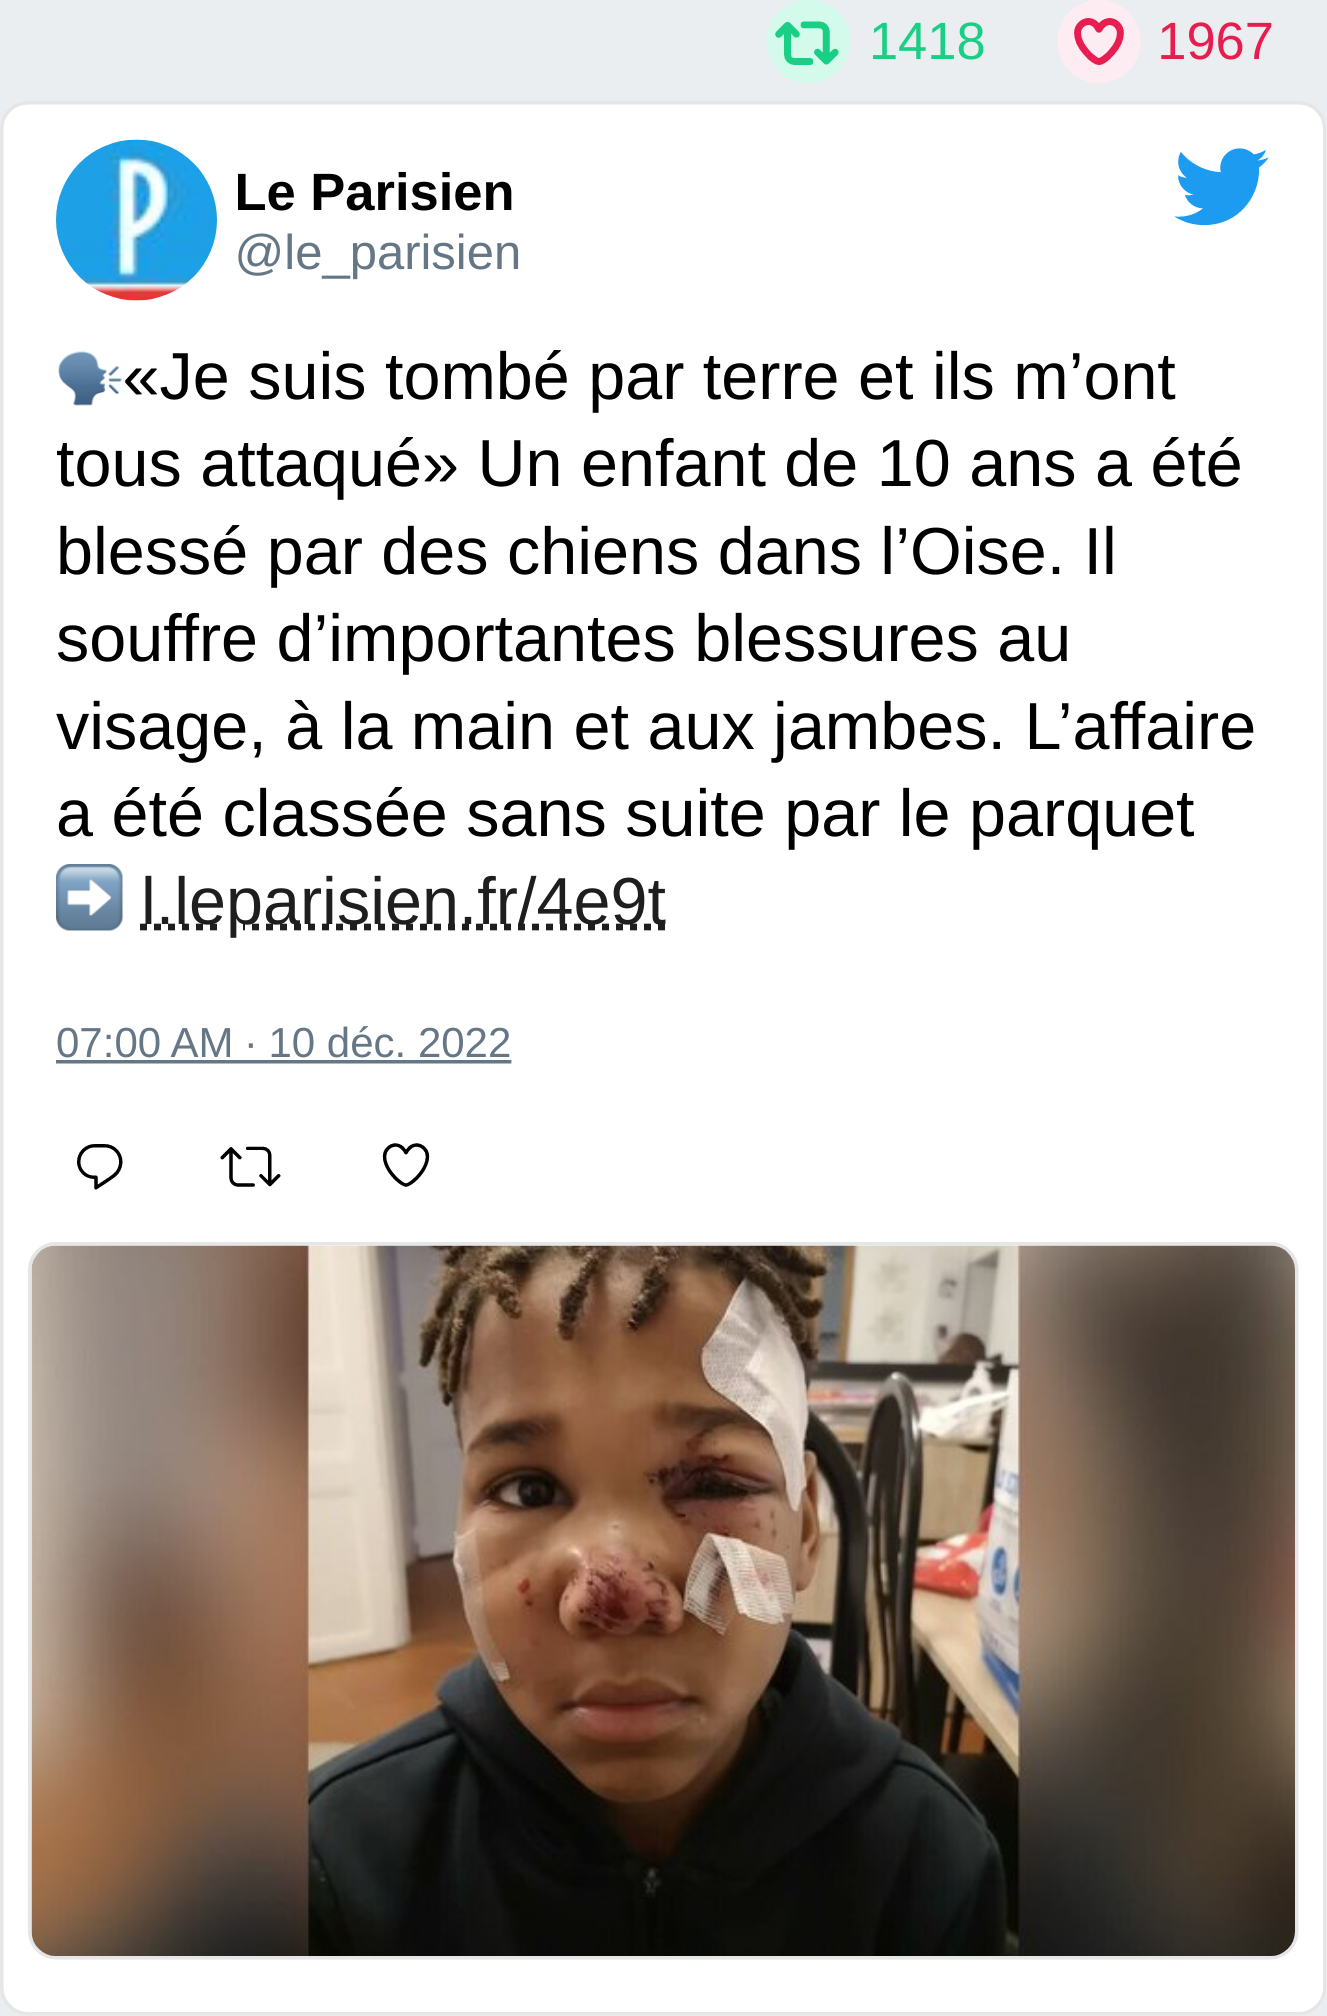 1418 1967
Le Parisien
@le_parisien
🗣«Je suis tombé par terre et ils m’ont
tous attaqué» Un enfant de 10 ans a été
blessé par des chiens dans l’Oise. Il
souffre d’importantes blessures au
visage, à la main et aux jambes. L’affaire
a été classée sans suite par le parquet
➡ l.leparisien.fr/4e9t
07:00 AM · 10 déc. 2022